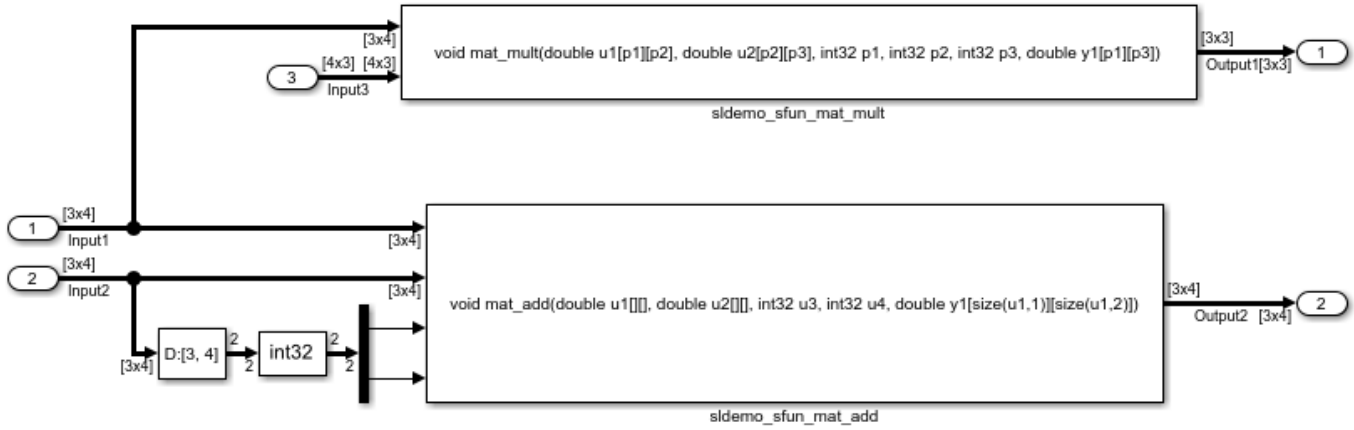 [3x4]
void mat_mult(double u1[p1][p2], double u2[p2][p3], int32 p1, int32 p2, int32 p3, double y1[p1][p3])
[3x3]
1
Output1[3x3]
3
[4x3] [4x3]
Input3
sldemo_sfun_mat_mult
1
[3x4]
Input1
[3x4]
2
[3x4]
Input2
[3x4]
void mat_add(double u1[][], double u2[][], int32 u3, int32 u4, double y1[size(u1,1)][size(u1,2)])
[3x4]
2
Output2 [3x4]
[3x4]
D:[3, 4]
2
2
int32
2
2
sldemo_sfun_mat_add